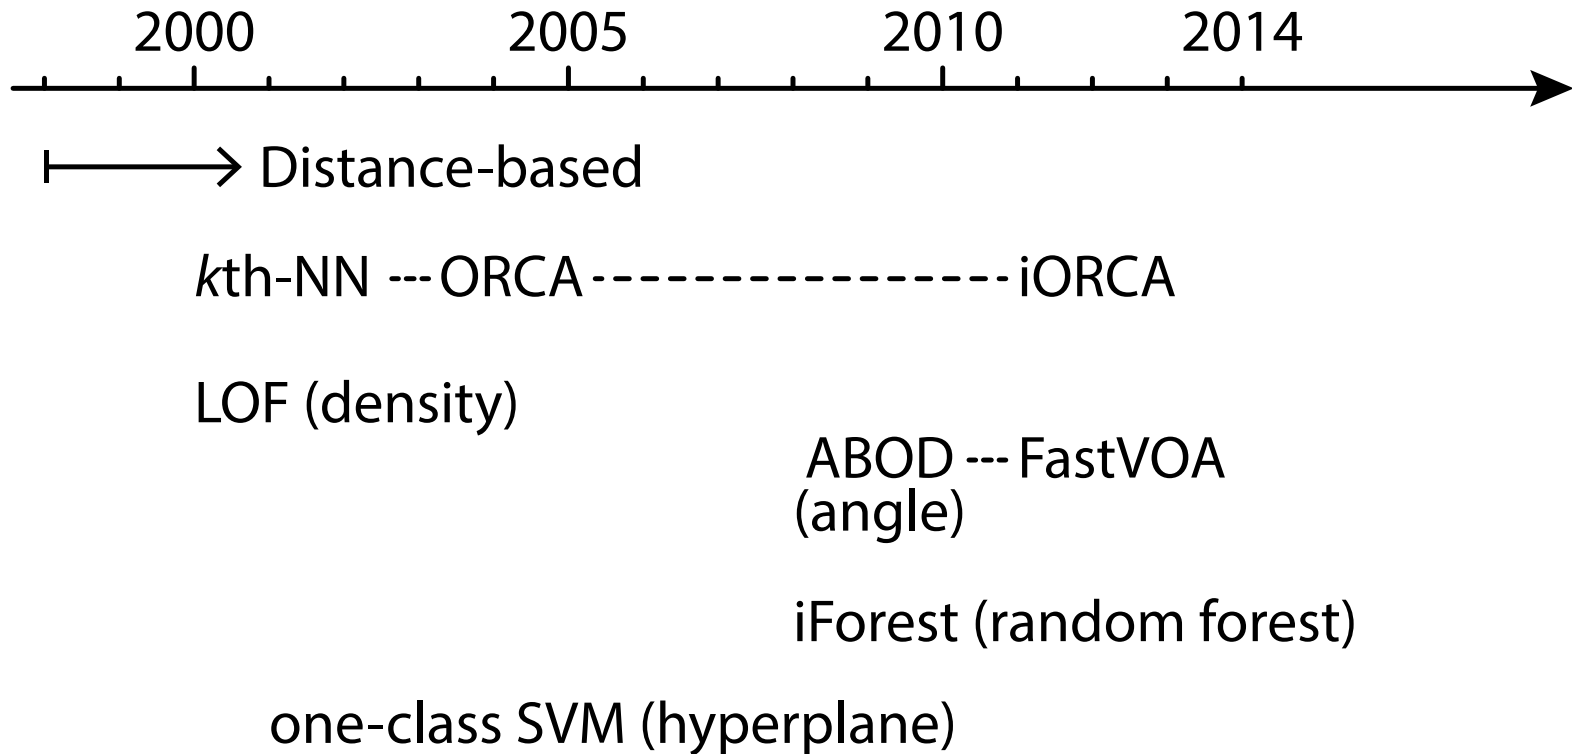 2000 2005 2010 2014
Distance-based
kth-NN ---ORCA--------------iORCA
LOF (density)
ABOD ---FastVOA
(angle)
iForest (random forest)
one-class SVM (hyperplane)